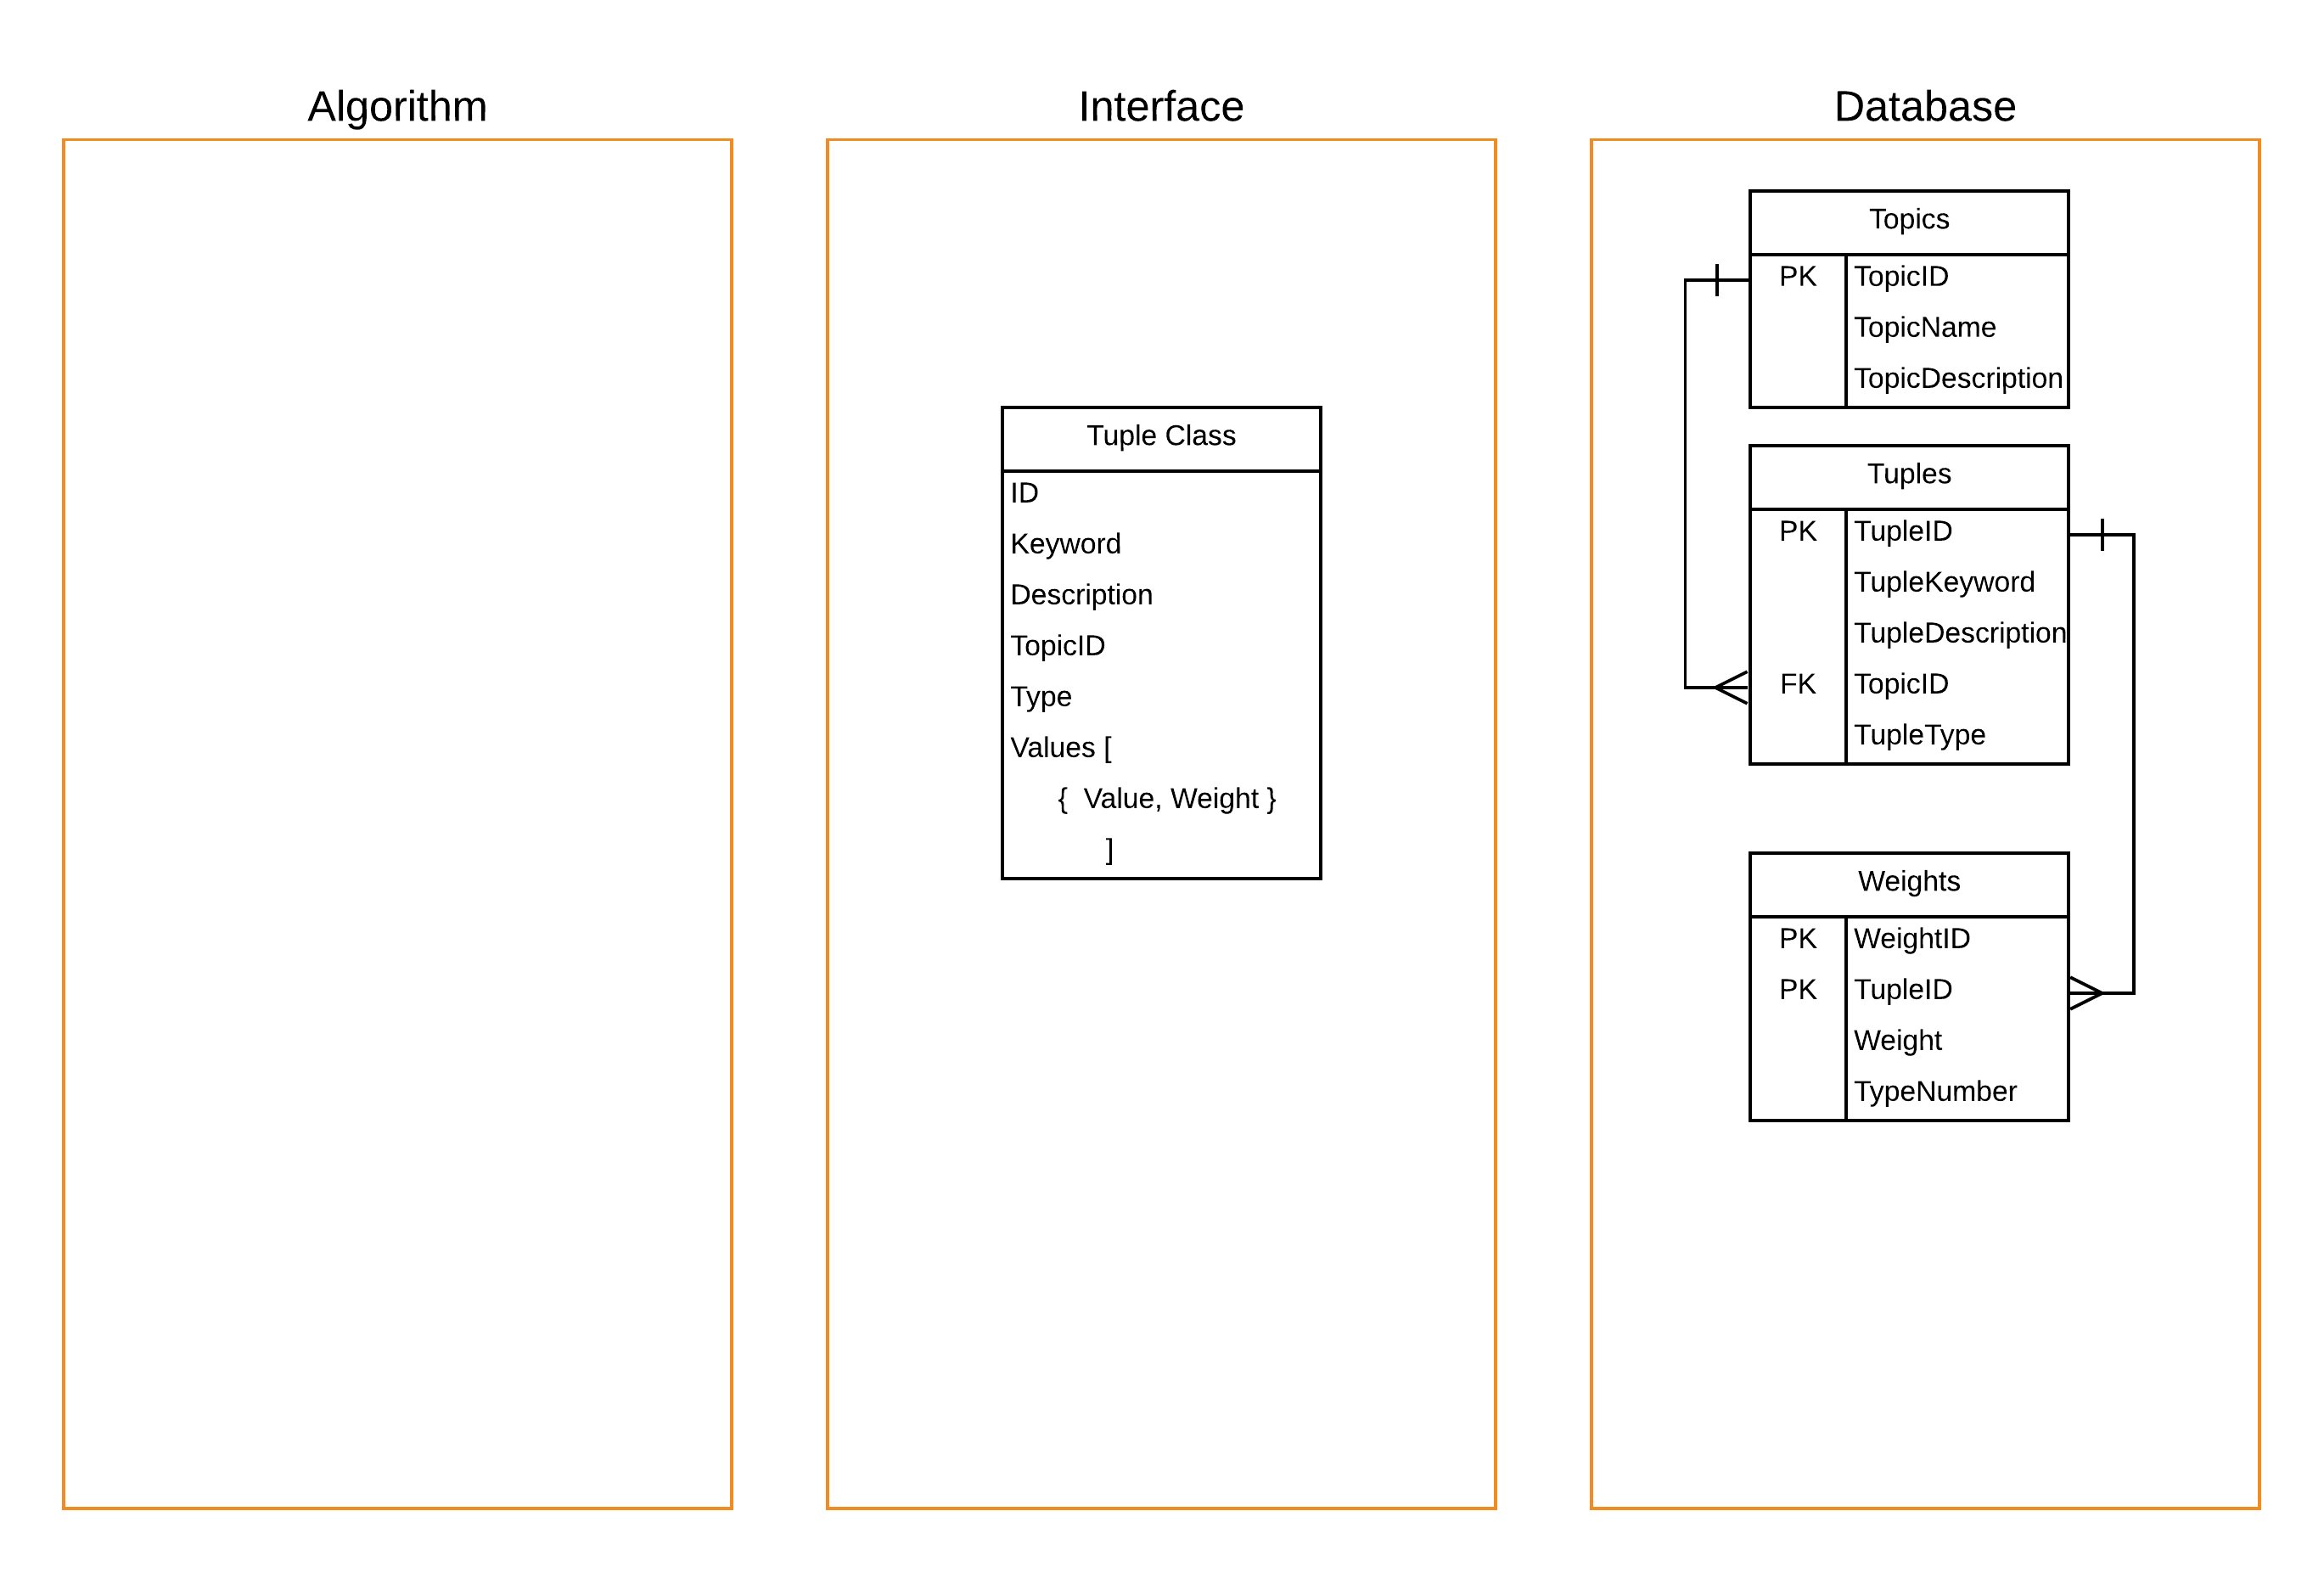 Algorithm
Interface
Database
Tuple Class
ID
Keyword
Description
TopicID
Type
Values [
{ Value, Weight }
]
Topics
PK TopicID
TopicName
TopicDescription
Tuples
PK TupleID
TupleKeyword
TupleDescription
FK TopicID
TupleType
Weights
PK WeightID
PK TupleID
Weight
TypeNumber